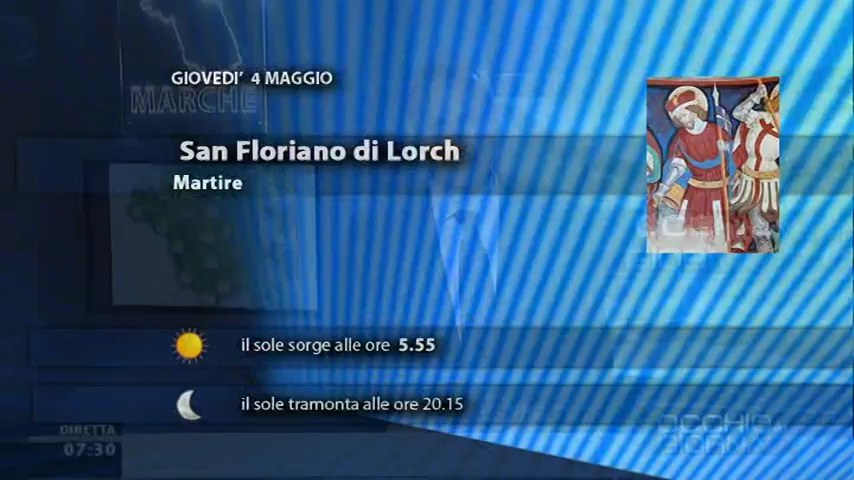 GIOVEDI' 4 MAGGIO
MARCHE
San Floriano di Lorch
Martire
il sole sorge alle ore 5.55
il sole tramonta alle ore 20.15
DIRETTA
07:30